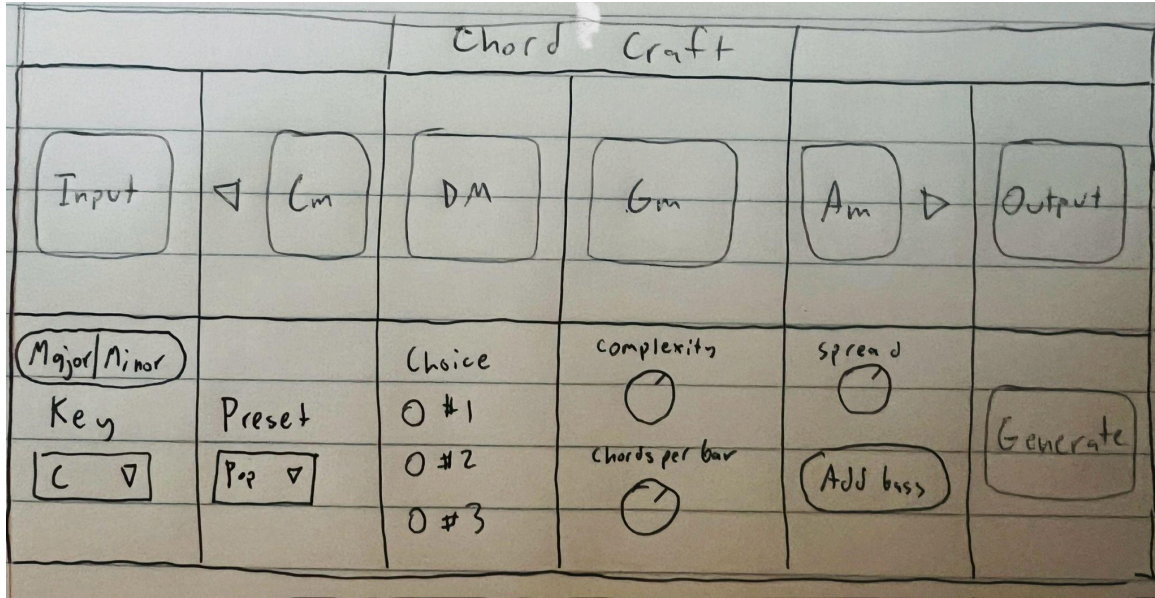 Chord Craft
Input
Cm
DM
Gm
Am
Output
Major/Minor
Key
C
Preset
Pop
Choice
#1
#2
#3
complexity
Chords per bar
spread
Add bass
Generate